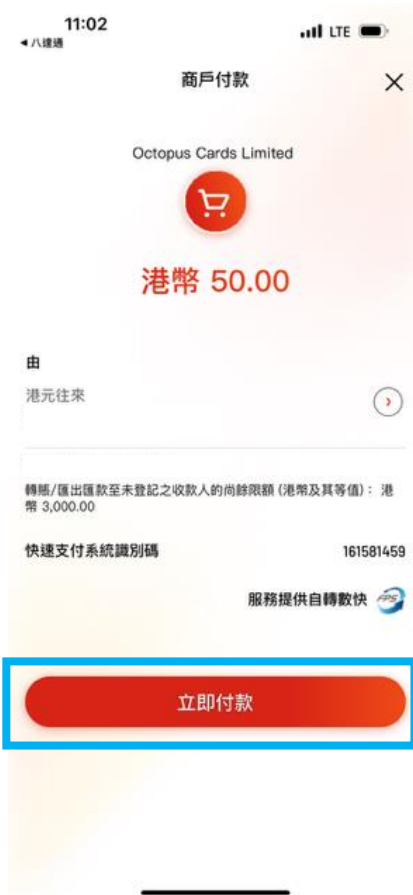 11:02
LTE
◀ 八達通
商戶付款
Octopus Cards Limited
港幣 50.00
由
港元往來
轉賬/匯出匯款至未登記之收款人的尚餘限額 (港幣及其等值)： 港
幣 3,000.00
快速支付系統識別碼
161581459
服務提供自轉數快
FPS
立即付款